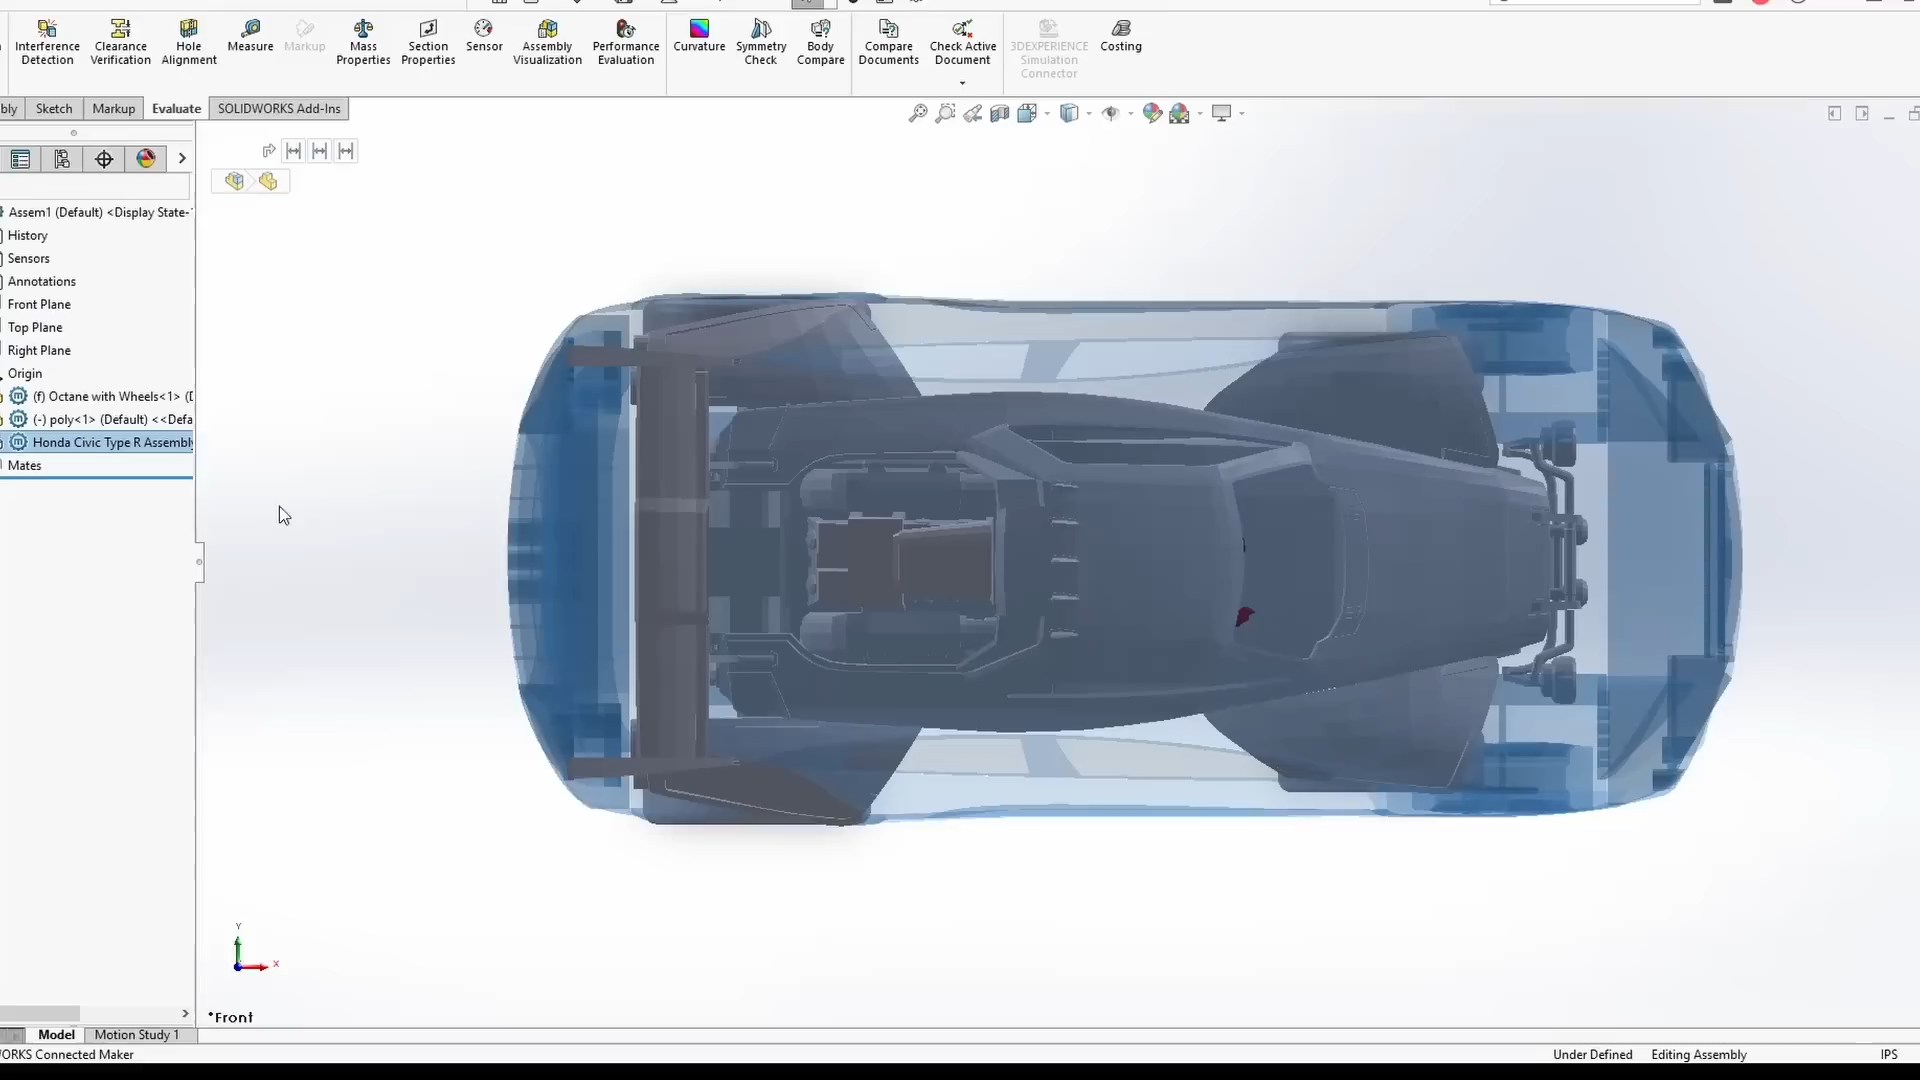 Interference Detection
Clearance Verification
Hole Alignment
Measure
Markup
Mass Properties
Section Properties
Sensor
Assembly Visualization
Performance Evaluation
Curvature
Symmetry Check
Body Compare
Compare Documents
Check Active Document
3DEXPERIENCE Simulation Connector
Costing
bly
Sketch
Markup
Evaluate
SOLIDWORKS Add-Ins
Assem1 (Default) <Display State-
History
Sensors
Annotations
Front Plane
Top Plane
Right Plane
Origin
(f) Octane with Wheels<1> (D
(-) poly<1> (Default) <<Defa
Honda Civic Type R Assembly
Mates
Y
X
*Front
Model
Motion Study 1
ORKS Connected Maker
Under Defined
Editing Assembly
IPS